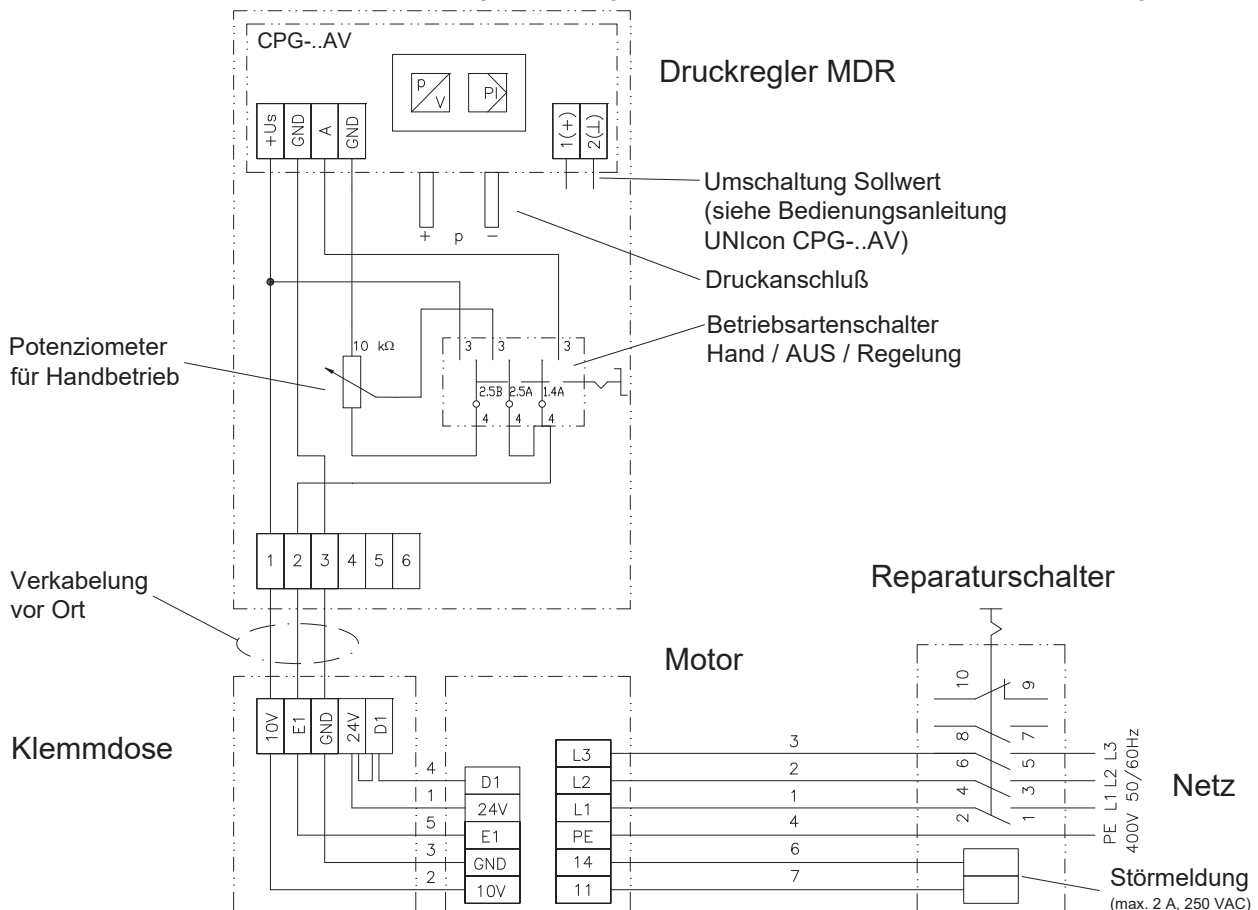 CPG-..AV
Druckregler MDR
p
V
PI
+Us
GND
A
GND
1(+)
2(⊥)
Umschaltung Sollwert
(siehe Bedienungsanleitung
UNIcon CPG-..AV)
+ p −
Druckanschluß
Betriebsartenschalter
Hand / AUS / Regelung
Potenziometer
für Handbetrieb
10 kΩ
3 3 3
2.5B 2.5A 1.4A
4 4 4
1 2 3 4 5 6
Verkabelung
vor Ort
Reparaturschalter
Motor
Klemmdose
10V
E1
GND
24V
D1
4 D1
1 24V
5 E1
3 GND
2 10V
L3 3
L2 2
L1 1
PE 4
14 6
11 7
10 9
8 7
6 5
4 3
2 1
PE L1 L2 L3
400V 50/60Hz
Netz
Störmeldung
(max. 2 A, 250 VAC)